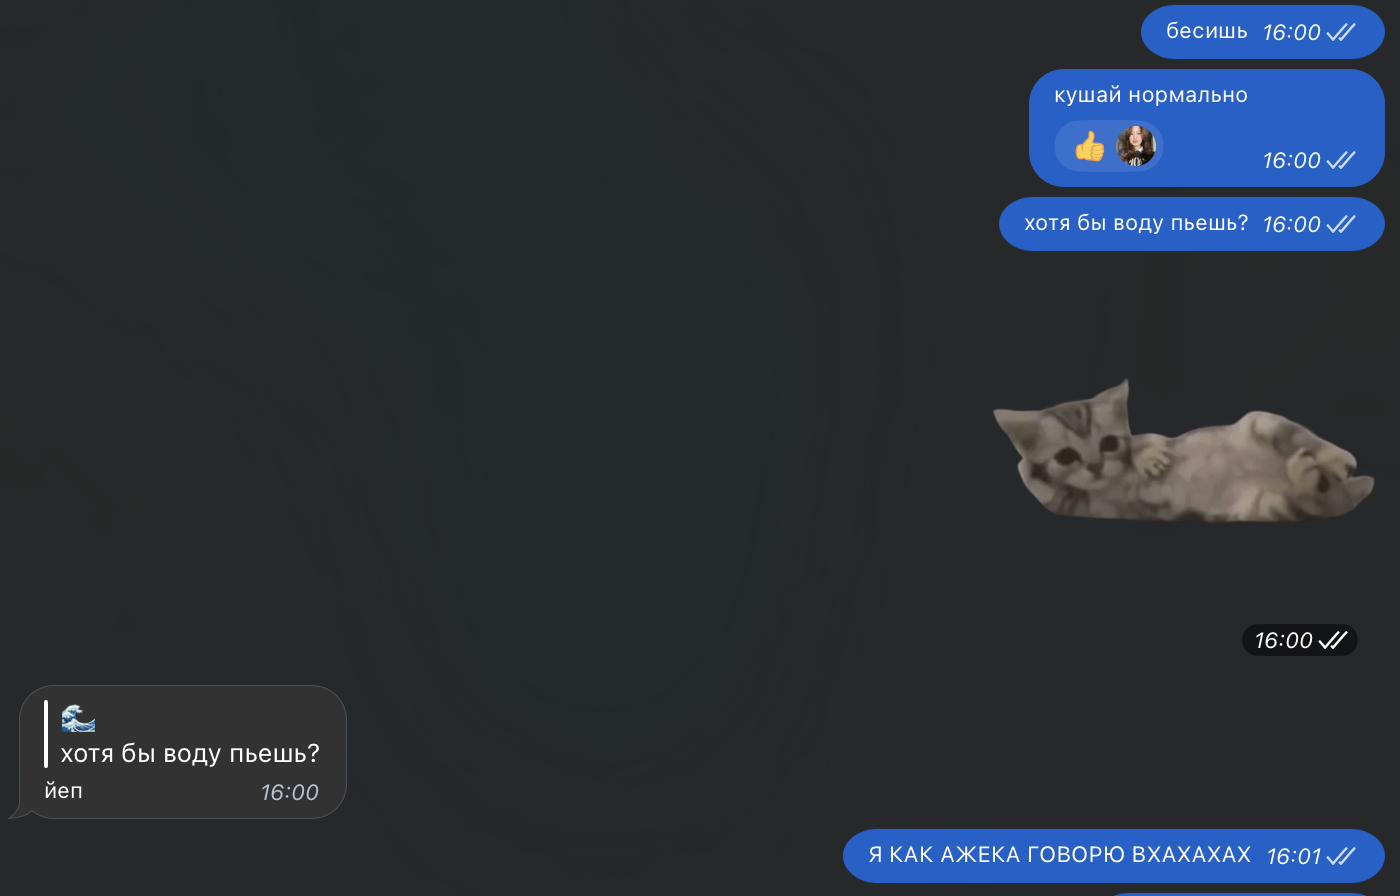 бесишь 16:00
кушай нормально
👍 16:00
хотя бы воду пьешь? 16:00
16:00
🌊
хотя бы воду пьешь?
йеп 16:00
Я КАК АЖЕКА ГОВОРЮ ВХАХАХАХ 16:01